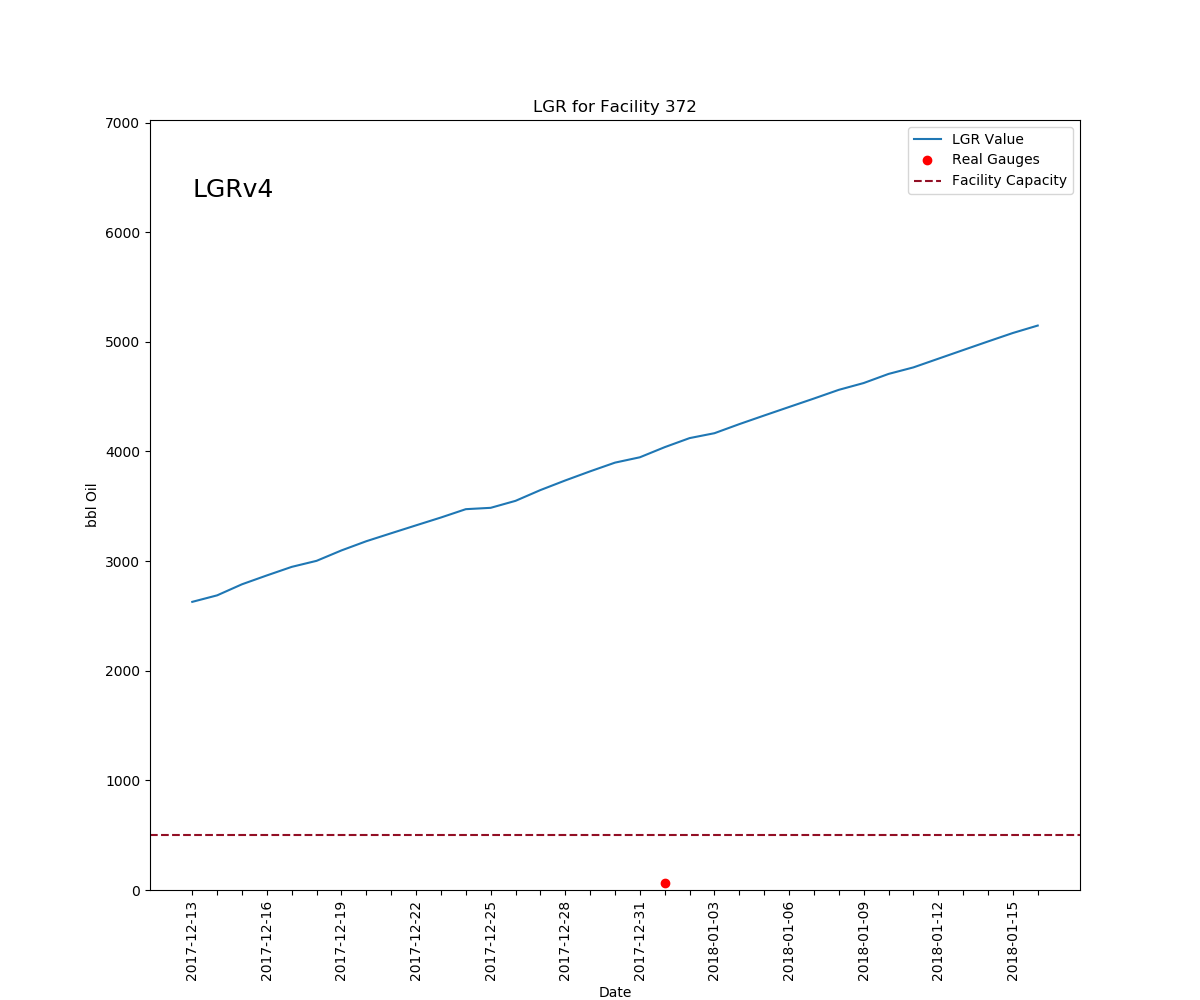 LGR for Facility 372
7000
6000
5000
4000
3000
2000
1000
0
bbl Oil
LGRv4
LGR Value
Real Gauges
Facility Capacity
2017-12-13
2017-12-16
2017-12-19
2017-12-22
2017-12-25
2017-12-28
2017-12-31
2018-01-03
2018-01-06
2018-01-09
2018-01-12
2018-01-15
Date